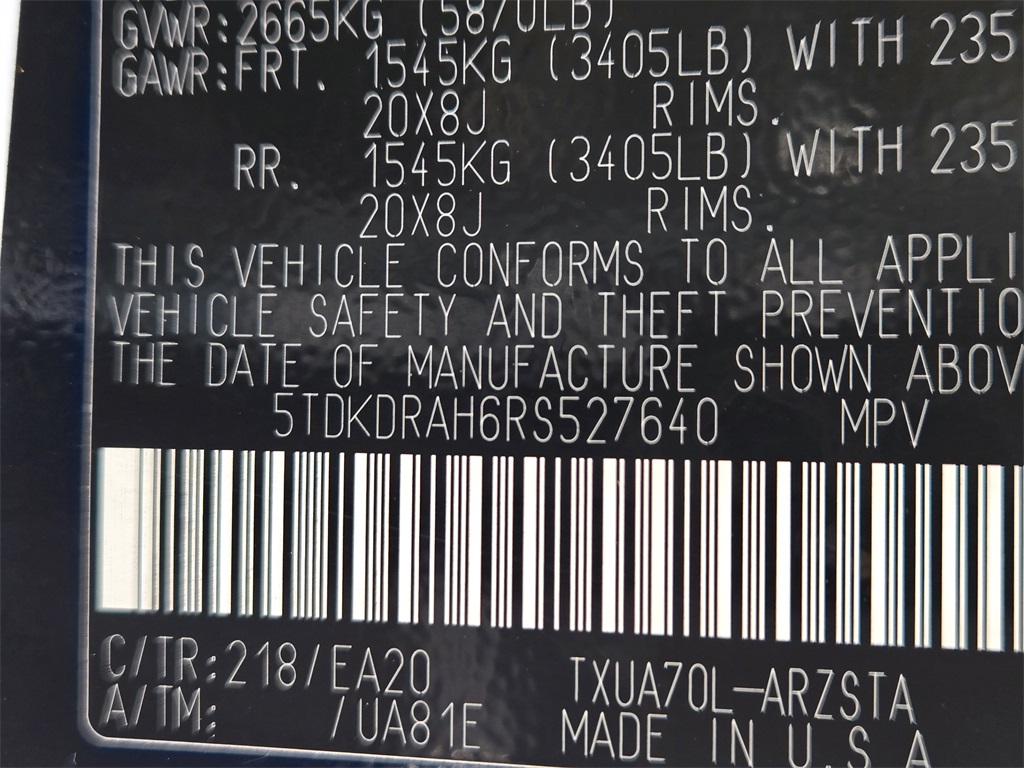 GVWR:2665KG (5870LB)
GAWR:FRT. 1545KG (3405LB) WITH 235
20X8J RIMS.
RR. 1545KG (3405LB) WITH 235
20X8J RIMS.
THIS VEHICLE CONFORMS TO ALL APPLI
VEHICLE SAFETY AND THEFT PREVENTIO
THE DATE OF MANUFACTURE SHOWN ABOV
5TDKDRAH6RS527640 MPV
C/TR:218/EA20 TXUA70L-ARZSTA
A/TM: /UA81E MADE IN U.S.A